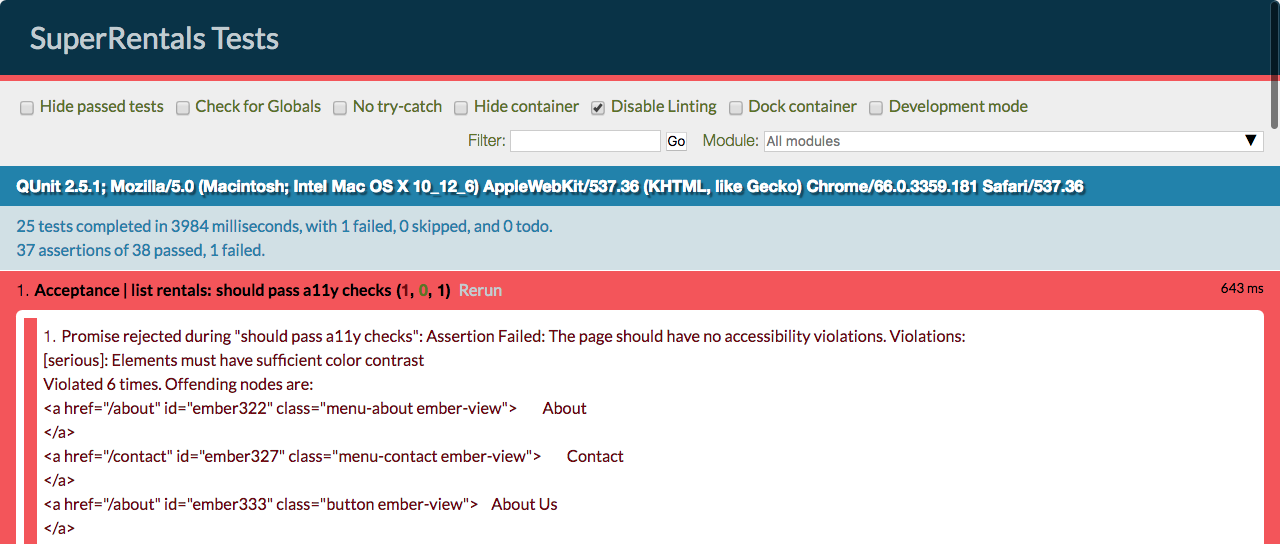 SuperRentals Tests
Hide passed tests Check for Globals No try-catch Hide container Disable Linting Dock container Development mode
Filter: Go Module: All modules
QUnit 2.5.1; Mozilla/5.0 (Macintosh; Intel Mac OS X 10_12_6) AppleWebKit/537.36 (KHTML, like Gecko) Chrome/66.0.3359.181 Safari/537.36
25 tests completed in 3984 milliseconds, with 1 failed, 0 skipped, and 0 todo.
37 assertions of 38 passed, 1 failed.
1. Acceptance | list rentals: should pass a11y checks (1, 0, 1) Rerun 643 ms
1. Promise rejected during "should pass a11y checks": Assertion Failed: The page should have no accessibility violations. Violations:
[serious]: Elements must have sufficient color contrast
Violated 6 times. Offending nodes are:
<a href="/about" id="ember322" class="menu-about ember-view"> About
</a>
<a href="/contact" id="ember327" class="menu-contact ember-view"> Contact
</a>
<a href="/about" id="ember333" class="button ember-view"> About Us
</a>